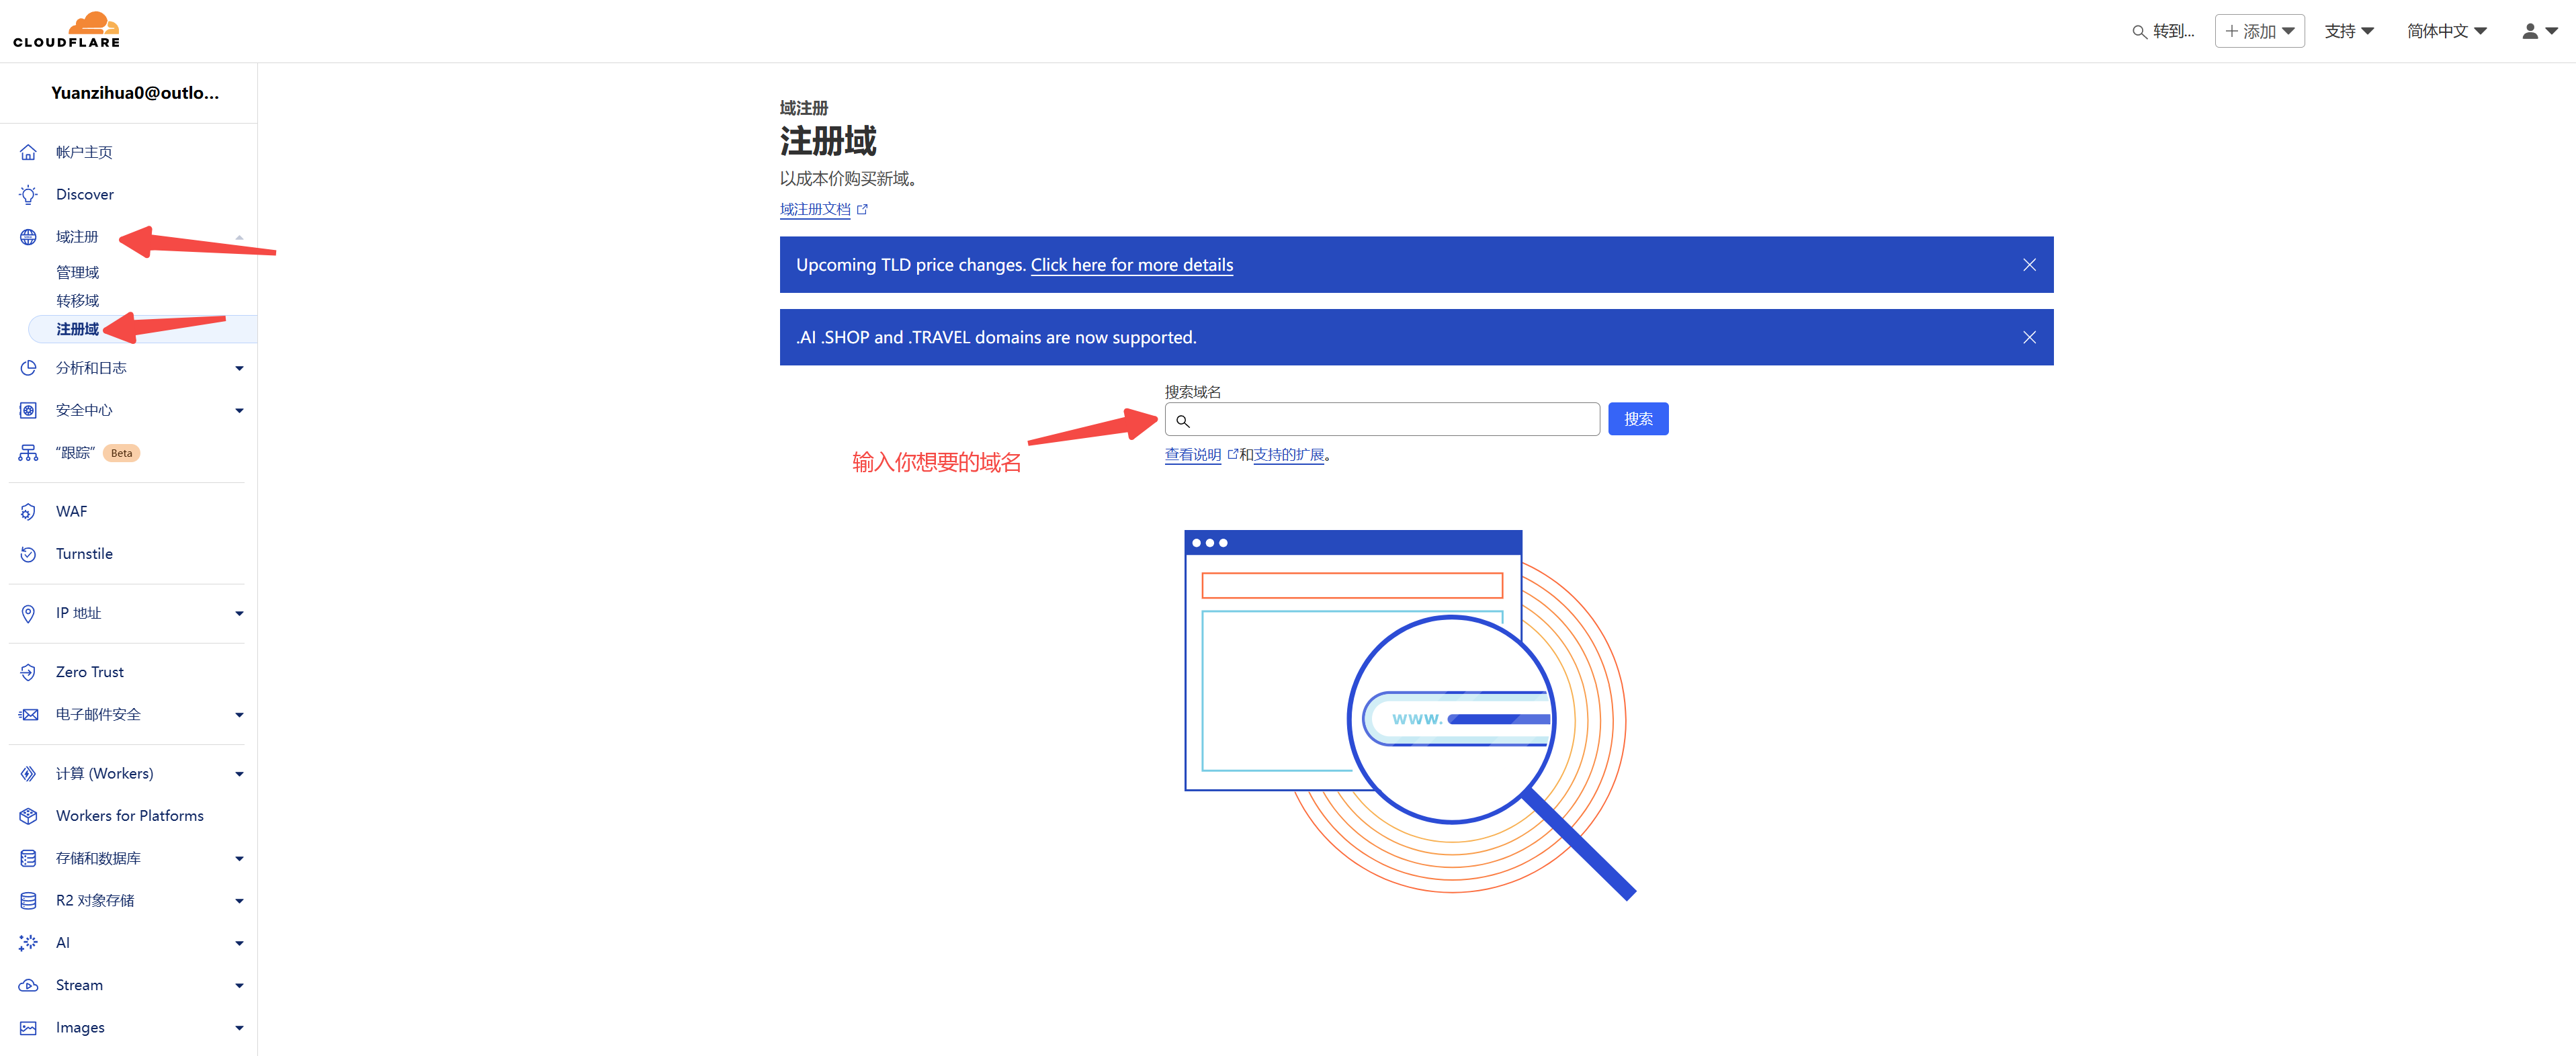 CLOUDFLARE
转到...
添加
支持
简体中文
Yuanzihua0@outlo...
帐户主页
Discover
域注册
管理域
转移域
注册域
分析和日志
安全中心
“跟踪” Beta
WAF
Turnstile
IP 地址
Zero Trust
电子邮件安全
计算 (Workers)
Workers for Platforms
存储和数据库
R2 对象存储
AI
Stream
Images
域注册
注册域
以成本价购买新域。
域注册文档
Upcoming TLD price changes. Click here for more details
.AI .SHOP and .TRAVEL domains are now supported.
搜索域名
搜索
查看说明 和支持的扩展。
输入你想要的域名
www.